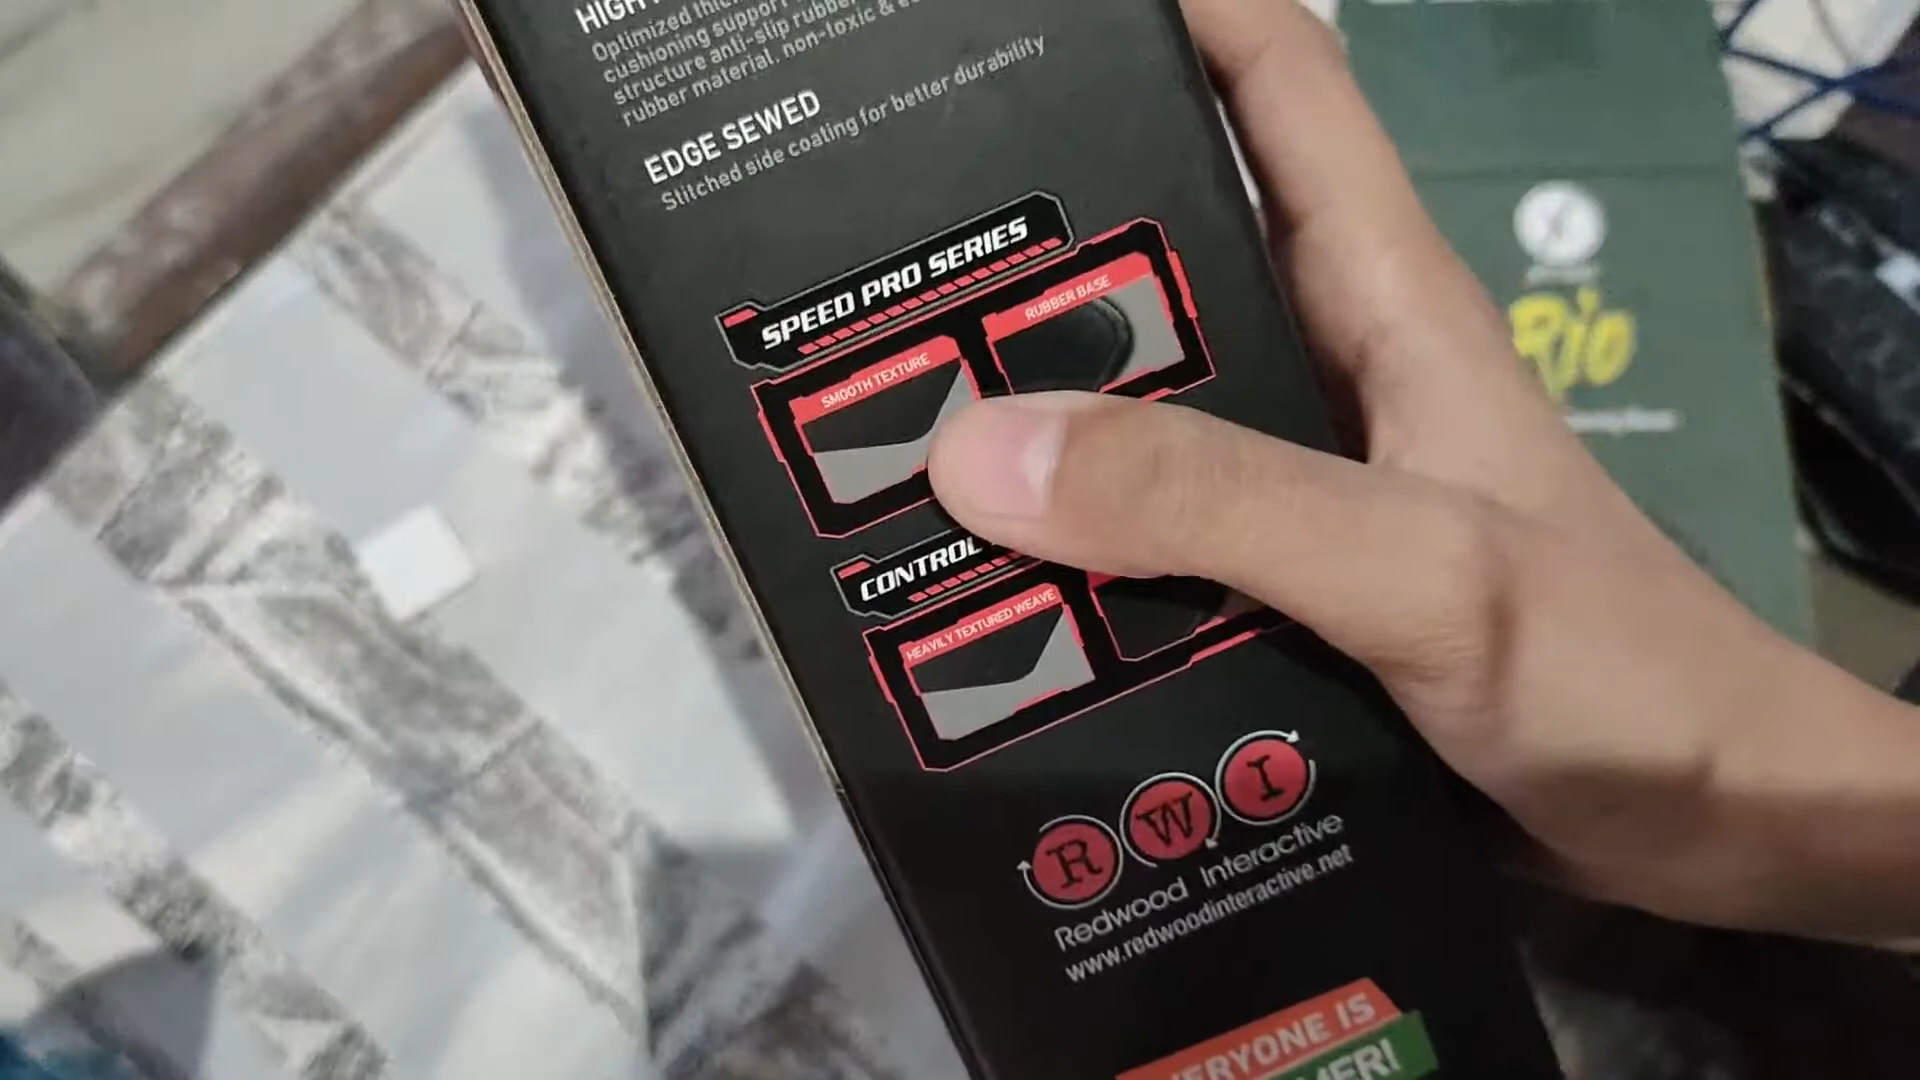 HIGH
Optimized
cushioning support
structure anti-slip rubber
rubber material. non-toxic &
EDGE SEWED
Stitched side coating for better durability
SPEED PRO SERIES
SMOOTH TEXTURE
RUBBER BASE
CONTROL
HEAVILY TEXTURED WEAVE
R W I
Redwood Interactive
www.redwoodinteractive.net
IS
Rio